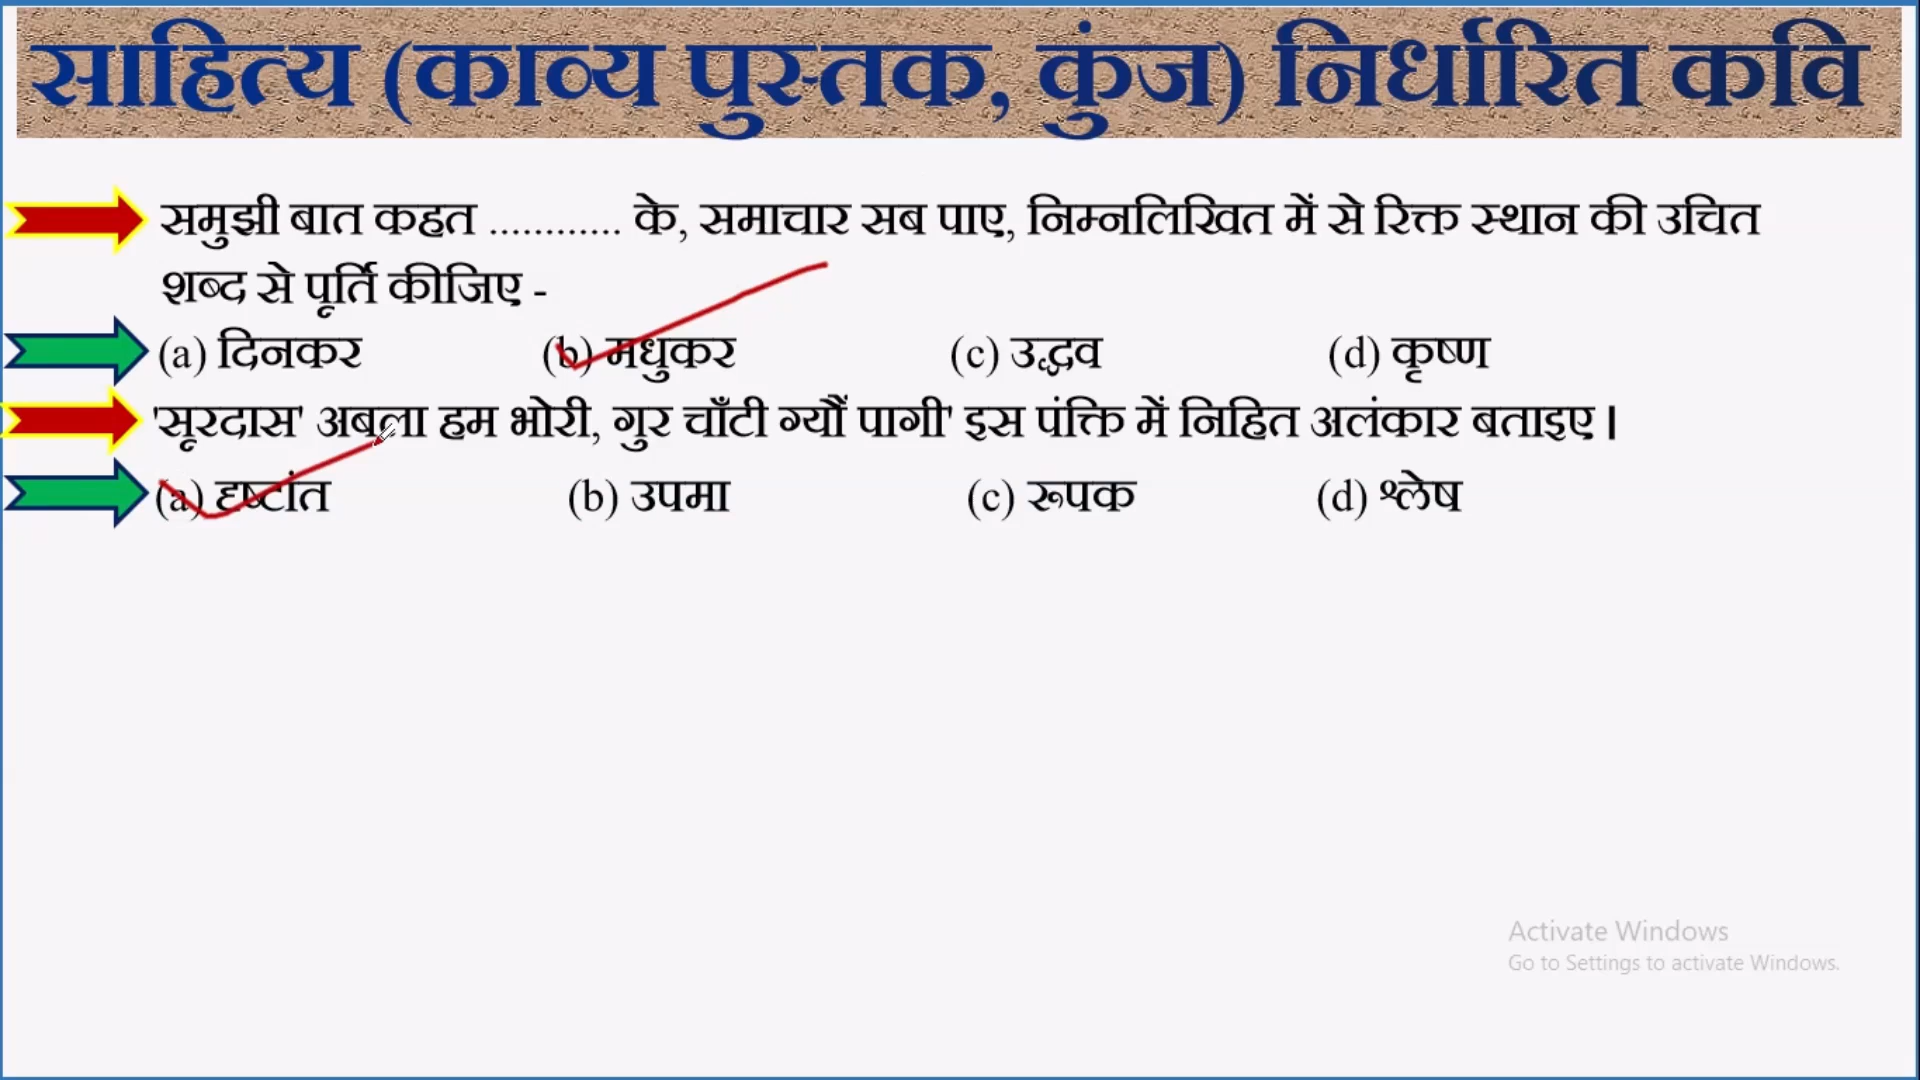 साहित्य (काव्य पुस्तक, कुंज) निर्धारित कवि
समुझी बात कहत ............ के, समाचार सब पाए, निम्नलिखित में से रिक्त स्थान की उचित
शब्द से पूर्ति कीजिए -
(a) दिनकर (b) मधुकर (c) उद्धव (d) कृष्ण
'सूरदास' अबला हम भोरी, गुर चाँटी ग्यौं पागी' इस पंक्ति में निहित अलंकार बताइए।
(a) दृष्टांत (b) उपमा (c) रूपक (d) श्लेष
Activate Windows
Go to Settings to activate Windows.